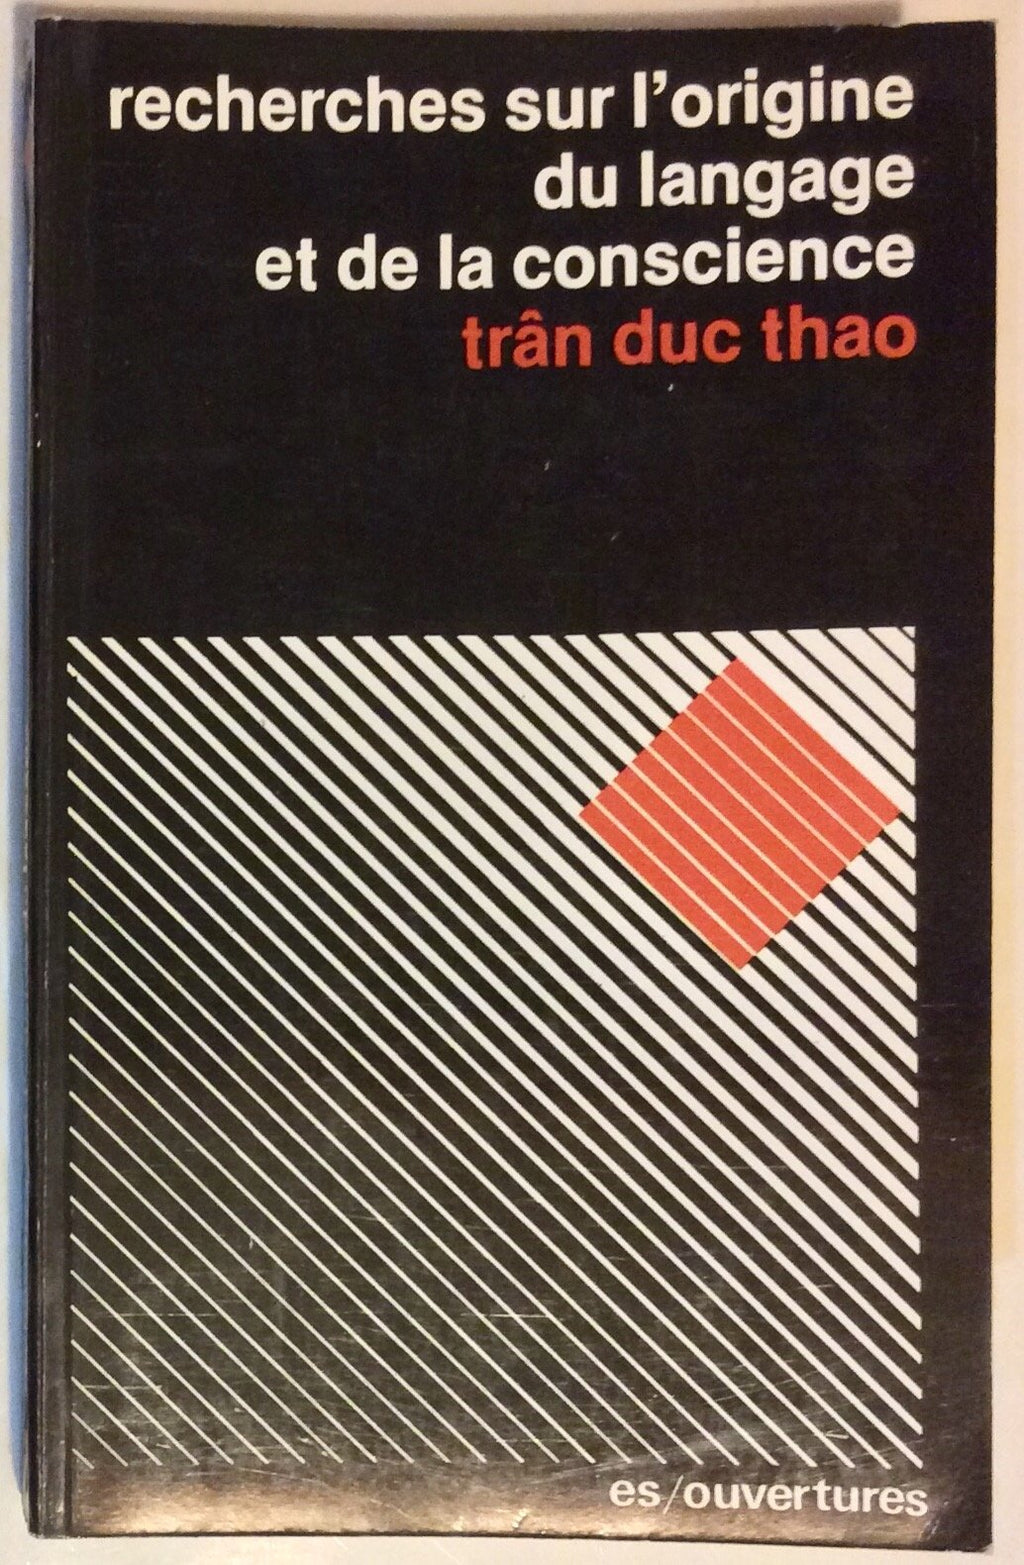 recherches sur l'origine
du langage
et de la conscience
trân duc thao
es/ouvertures